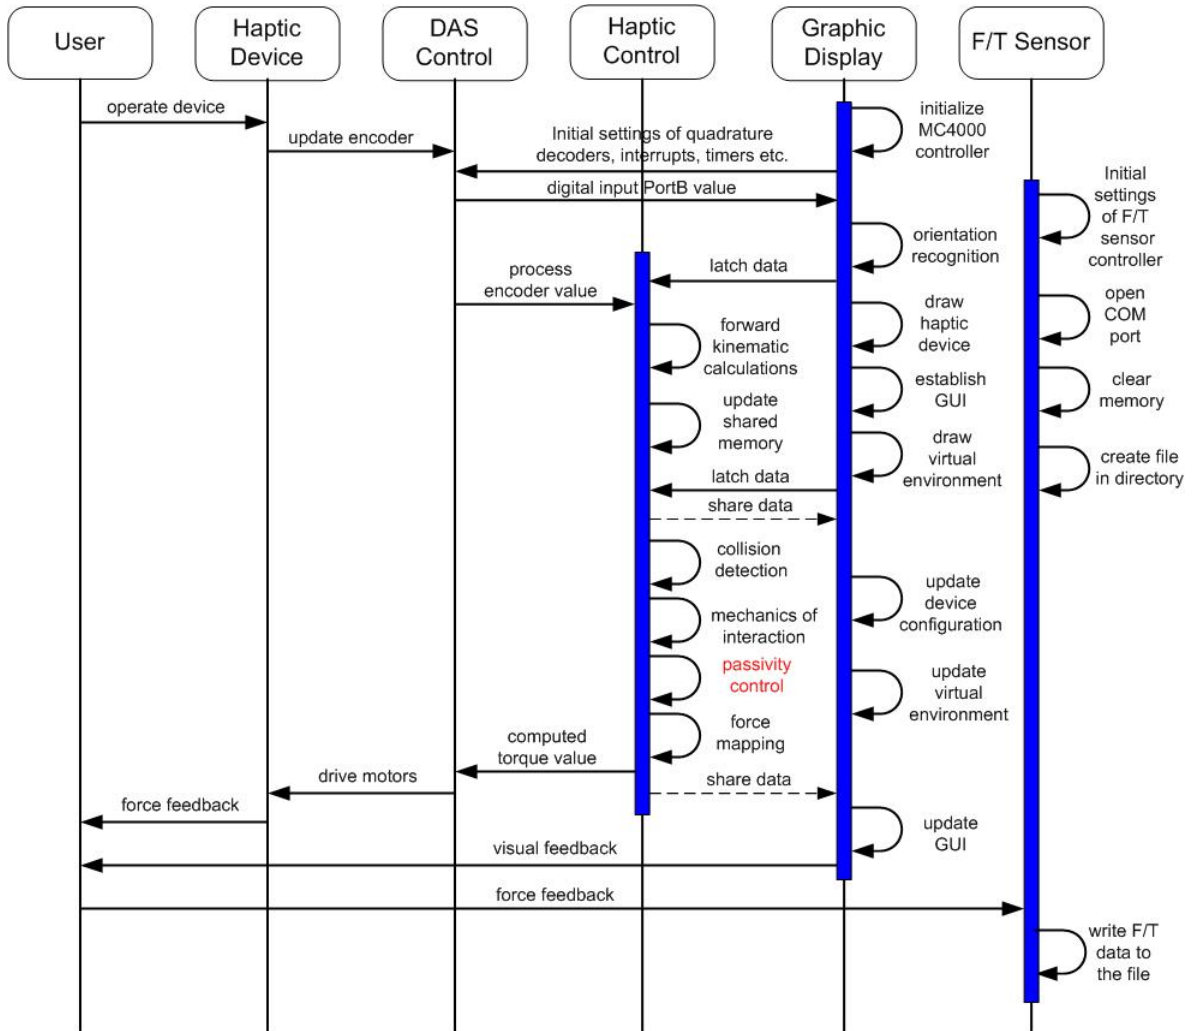 User
Haptic
Device
DAS
Control
Haptic
Control
Graphic
Display
F/T Sensor
operate device
update encoder
Initial settings of quadrature
decoders, interrupts, timers etc.
initialize
MC4000
controller
digital input PortB value
Initial
settings
of F/T
sensor
controller
orientation
recognition
latch data
process
encoder value
draw
haptic
device
open
COM
port
forward
kinematic
calculations
establish
GUI
clear
memory
update
shared
memory
draw
virtual
environment
create file
in directory
latch data
share data
collision
detection
update
device
configuration
mechanics of
interaction
passivity
control
update
virtual
environment
force
mapping
computed
torque value
drive motors
share data
force feedback
update
GUI
visual feedback
force feedback
write F/T
data to
the file